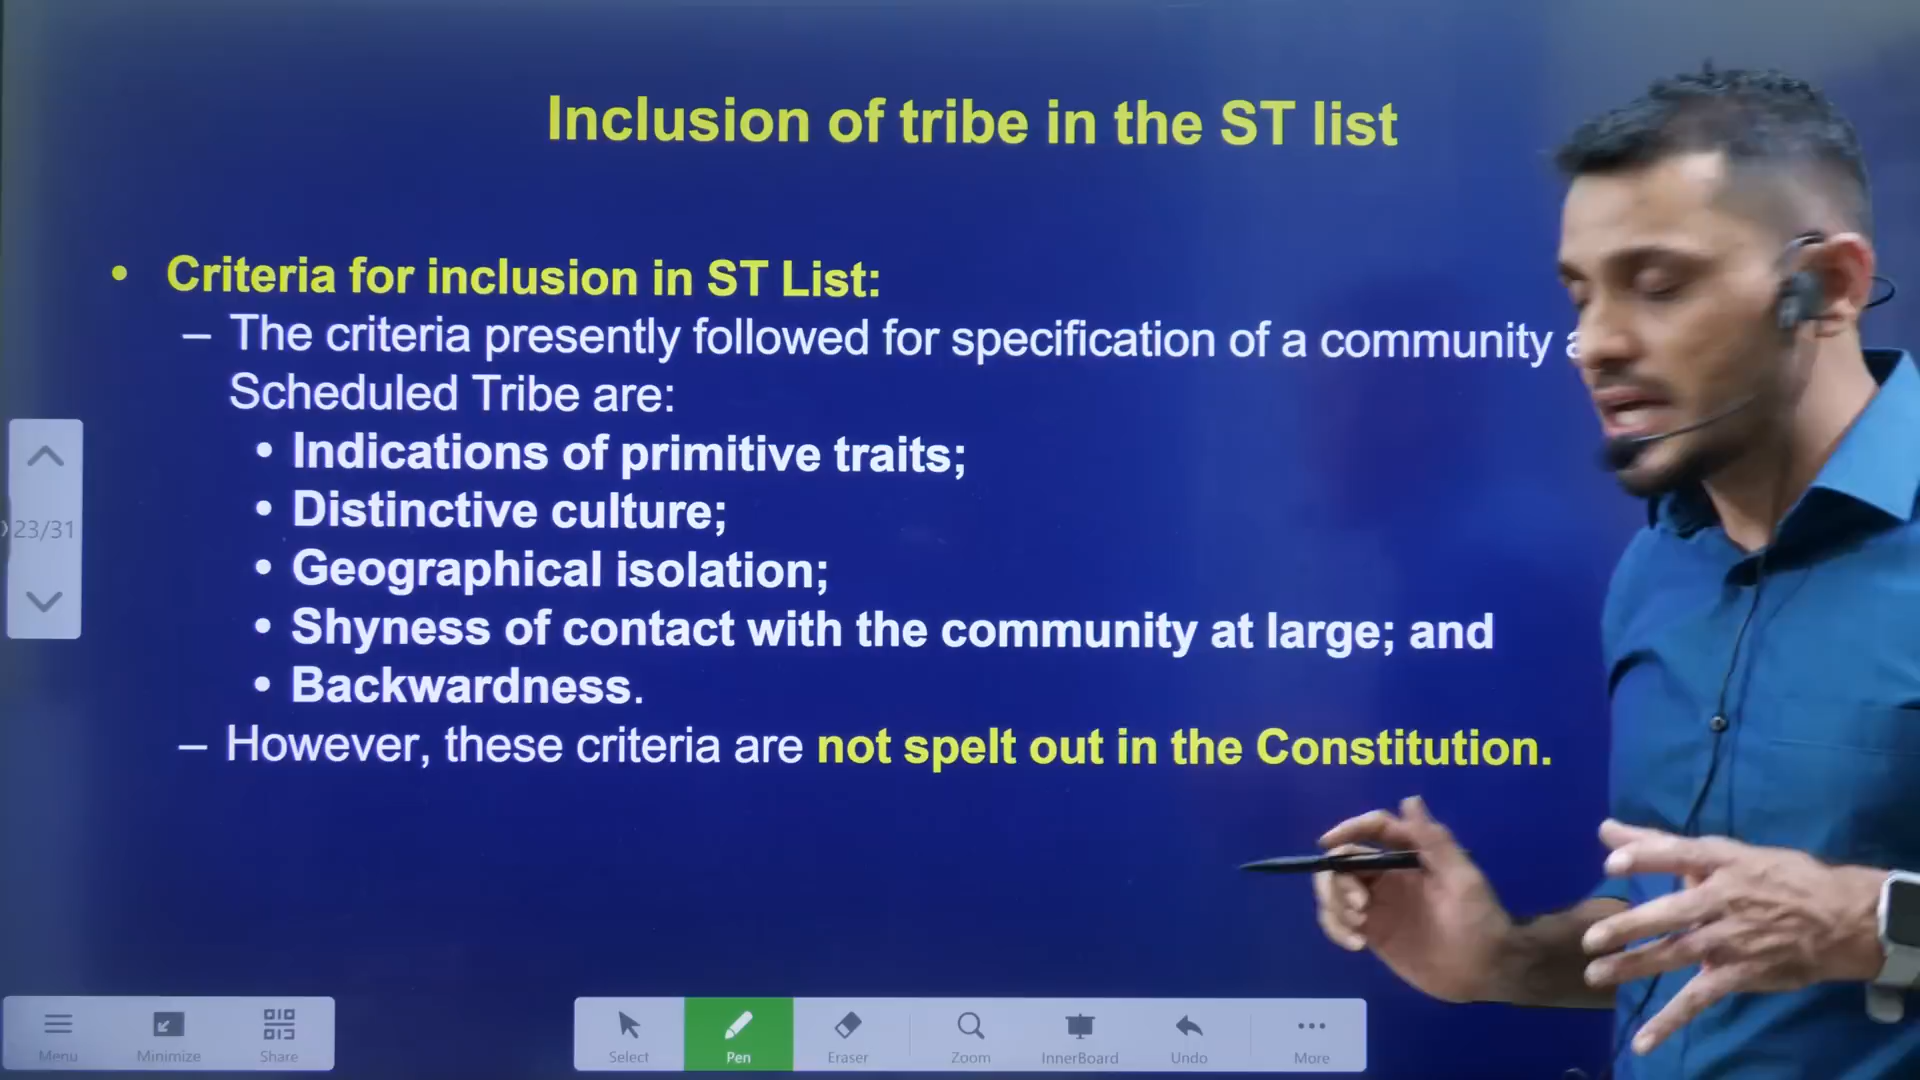 Inclusion of tribe in the ST list
• Criteria for inclusion in ST List:
– The criteria presently followed for specification of a community
Scheduled Tribe are:
• Indications of primitive traits;
• Distinctive culture;
• Geographical isolation;
• Shyness of contact with the community at large; and
• Backwardness.
– However, these criteria are not spelt out in the Constitution.
23/31
Menu Minimize Share Select Pen Eraser Zoom InnerBoard Undo More